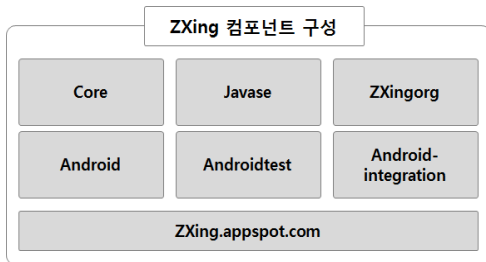 ZXing 컴포넌트 구성
Core
Javase
ZXingorg
Android
Androidtest
Android-
integration
ZXing.appspot.com